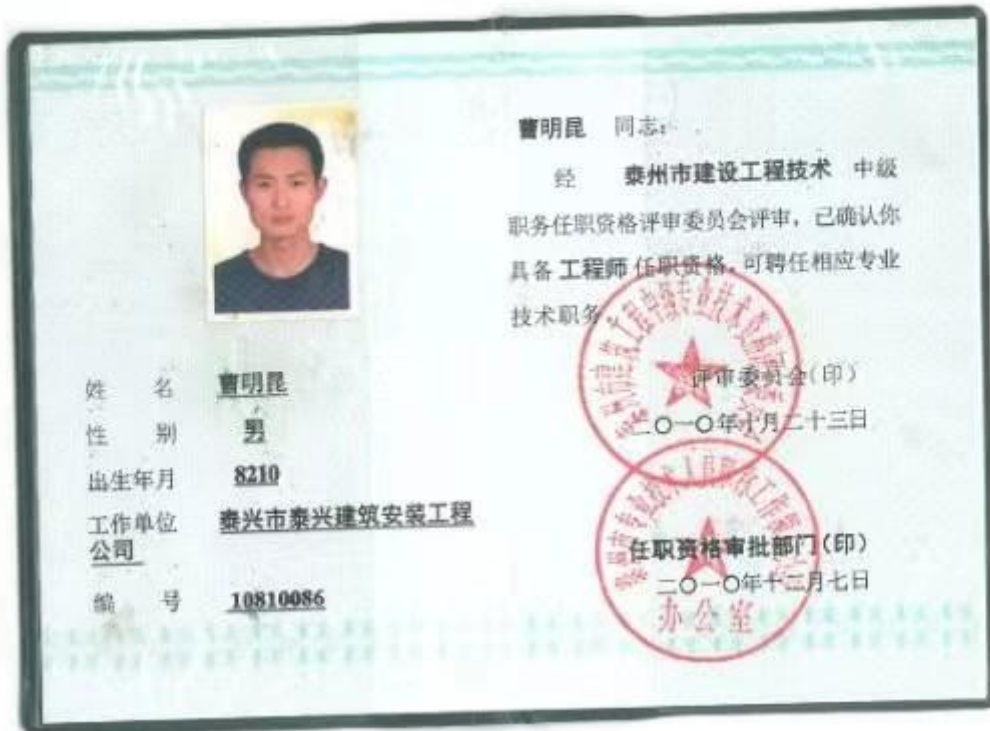 姓 名 曹明昆
性 别 男
出生年月 8210
工作单位 泰兴市泰兴建筑安装工程
公司
编 号 10810086
曹明昆 同志:
经 泰州市建设工程技术 中级
职务任职资格评审委员会评审，已确认你
具备 工程师 任职资格，可聘任相应专业
技术职务
评审委员会(印)
二〇一〇年十月二十三日
任职资格审批部门(印)
二〇一〇年十二月七日
办公室